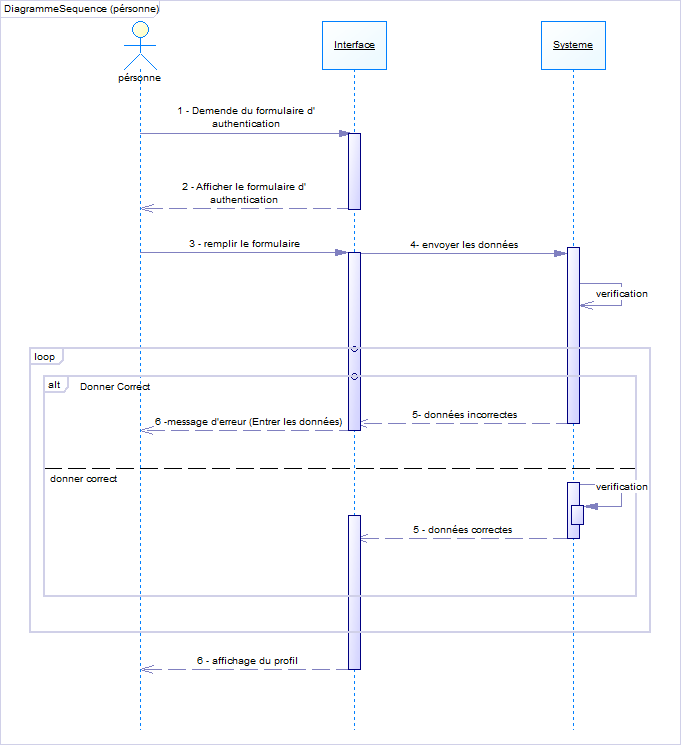 DiagrammeSequence (pérsonne)
pérsonne
Interface
Systeme
1 - Demende du formulaire d'
authentication
2 - Afficher le formulaire d'
authentication
3 - remplir le formulaire
4- envoyer les données
verification
loop
alt
Donner Correct
5- données incorrectes
6 -message d'erreur (Entrer les données)
donner correct
verification
5 - données correctes
6 - affichage du profil